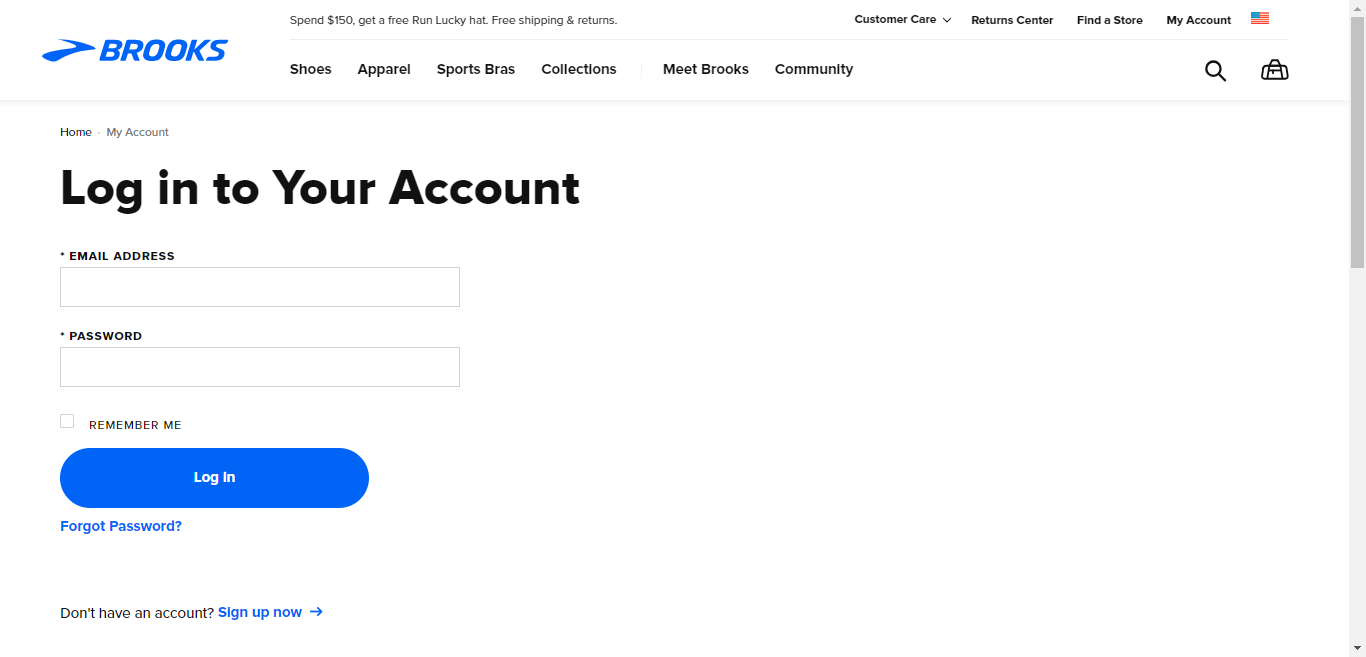 Spend $150, get a free Run Lucky hat. Free shipping & returns.
Customer Care Returns Center Find a Store My Account
BROOKS
Shoes Apparel Sports Bras Collections Meet Brooks Community
Home · My Account
Log in to Your Account
* EMAIL ADDRESS
* PASSWORD
REMEMBER ME
Log In
Forgot Password?
Don't have an account? Sign up now →